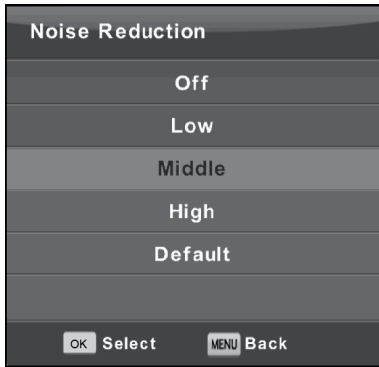 Noise Reduction
Off
Low
Middle
High
Default
OK Select MENU Back